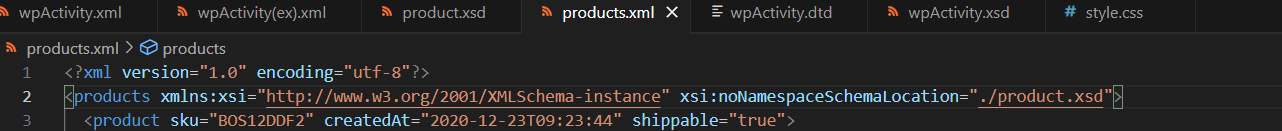 wpActivity.xml wpActivity(ex).xml product.xsd products.xml wpActivity.dtd wpActivity.xsd # style.css
products.xml > products
1 <?xml version="1.0" encoding="utf-8"?>
2 <products xmlns:xsi="http://www.w3.org/2001/XMLSchema-instance" xsi:noNamespaceSchemaLocation="./product.xsd">
3 <product sku="BOS12DDF2" createdAt="2020-12-23T09:23:44" shippable="true">